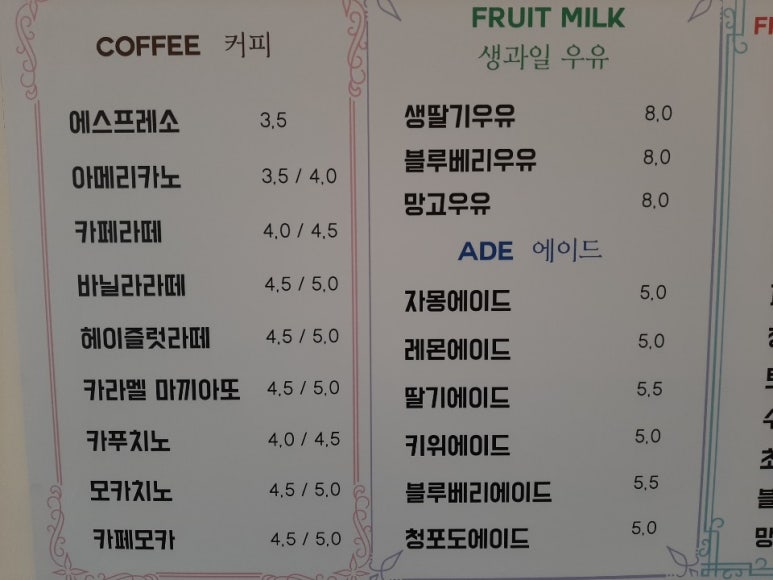 COFFEE 커피
에스프레소 3,5
아메리카노 3,5 / 4,0
카페라떼 4,0 / 4,5
바닐라라떼 4,5 / 5,0
헤이즐럿라떼 4,5 / 5,0
카라멜 마끼아또 4,5 / 5,0
카푸치노 4,0 / 4,5
모카치노 4,5 / 5,0
카페모카 4,5 / 5,0
FRUIT MILK
생과일 우유
생딸기우유 8,0
블루베리우유 8,0
망고우유 8,0
ADE 에이드
자몽에이드 5,0
레몬에이드 5,0
딸기에이드 5,5
키위에이드 5,0
블루베리에이드 5,5
청포도에이드 5,0